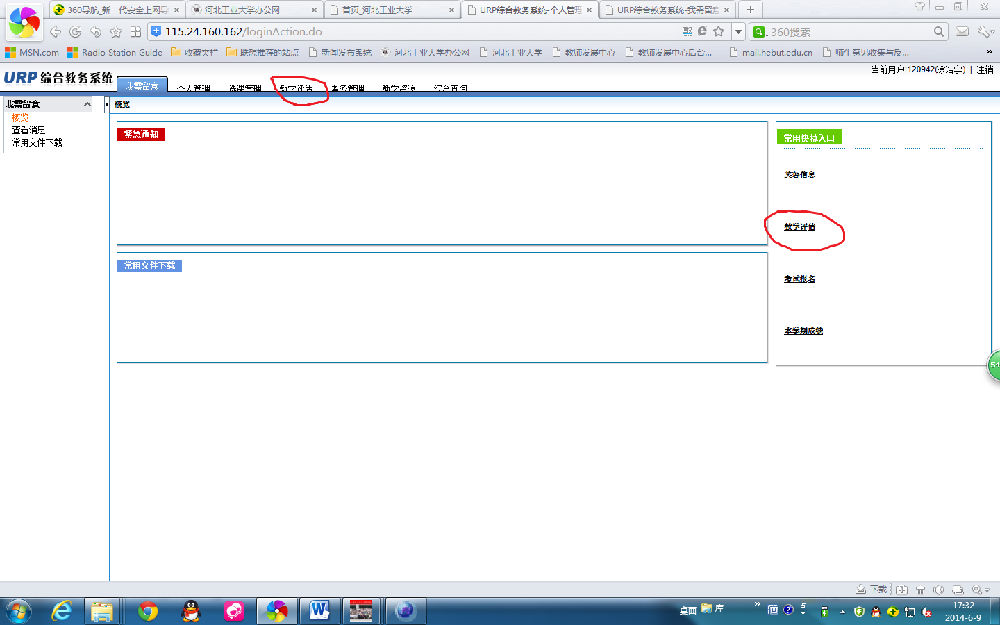 360导航_新一代安全上网导
河北工业大学办公网
首页_河北工业大学
URP综合教务系统-个人管理
URP综合教务系统-我需留意
115.24.160.162/loginAction.do
360搜索
MSN.com
Radio Station Guide
收藏夹栏
联想推荐的站点
新闻发布系统
河北工业大学办公网
河北工业大学
教师发展中心
教师发展中心后台...
mail.hebut.edu.cn
师生意见收集与反...
»
当前用户:120942(涂浩宇) | 注销
URP 综合教务系统
我需留意
个人管理
选课管理
教学评估
考务管理
教学资源
综合查询
我需留意
概览
查看消息
常用文件下载
概览
紧急通知
常用文件下载
常用快捷入口
奖惩信息
教学评估
考试报名
本学期成绩
54
下载
桌面
库
»
17:32
2014-6-9